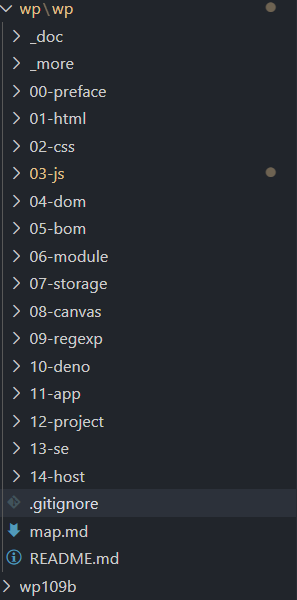 wp\wp
_doc
_more
00-preface
01-html
02-css
03-js
04-dom
05-bom
06-module
07-storage
08-canvas
09-regexp
10-deno
11-app
12-project
13-se
14-host
.gitignore
map.md
README.md
wp109b